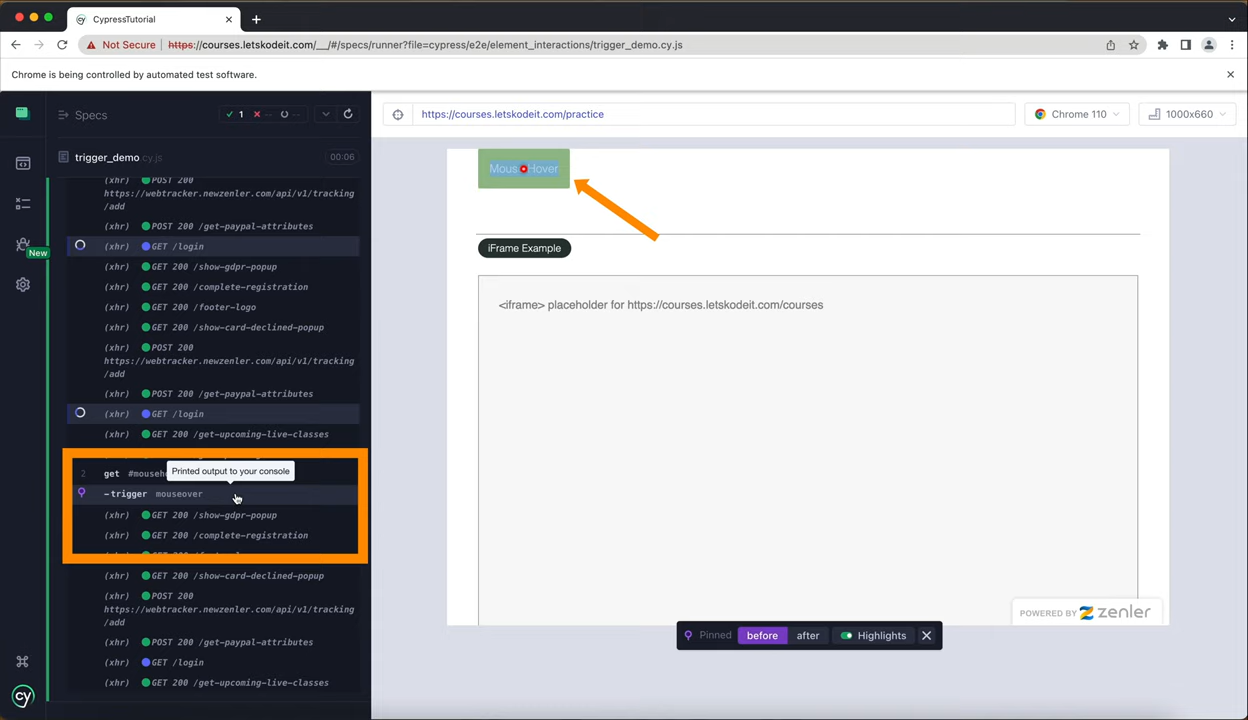 CypressTutorial
Not Secure https://courses.letskodeit.com/__/#/specs/runner?file=cypress/e2e/element_interactions/trigger_demo.cy.js
Chrome is being controlled by automated test software.
Specs
1
--
--
trigger_demo.cy.js
00:06
(xhr) POST 200
https://webtracker.newzenler.com/api/v1/tracking
/add
(xhr) POST 200 /get-paypal-attributes
(xhr) GET /login
(xhr) GET 200 /show-gdpr-popup
(xhr) GET 200 /complete-registration
(xhr) GET 200 /footer-logo
(xhr) GET 200 /show-card-declined-popup
(xhr) POST 200
https://webtracker.newzenler.com/api/v1/tracking
/add
(xhr) POST 200 /get-paypal-attributes
(xhr) GET /login
(xhr) GET 200 /get-upcoming-live-classes
Printed output to your console
2 get
-trigger mouseover
(xhr) GET 200 /show-gdpr-popup
(xhr) GET 200 /complete-registration
(xhr) GET 200 /show-card-declined-popup
(xhr) POST 200
https://webtracker.newzenler.com/api/v1/tracking
/add
(xhr) POST 200 /get-paypal-attributes
(xhr) GET /login
(xhr) GET 200 /get-upcoming-live-classes
New
cy
https://courses.letskodeit.com/practice
Chrome 110
1000x660
Mous Hover
iFrame Example
<iframe> placeholder for https://courses.letskodeit.com/courses
POWERED BY zenler
Pinned before after Highlights